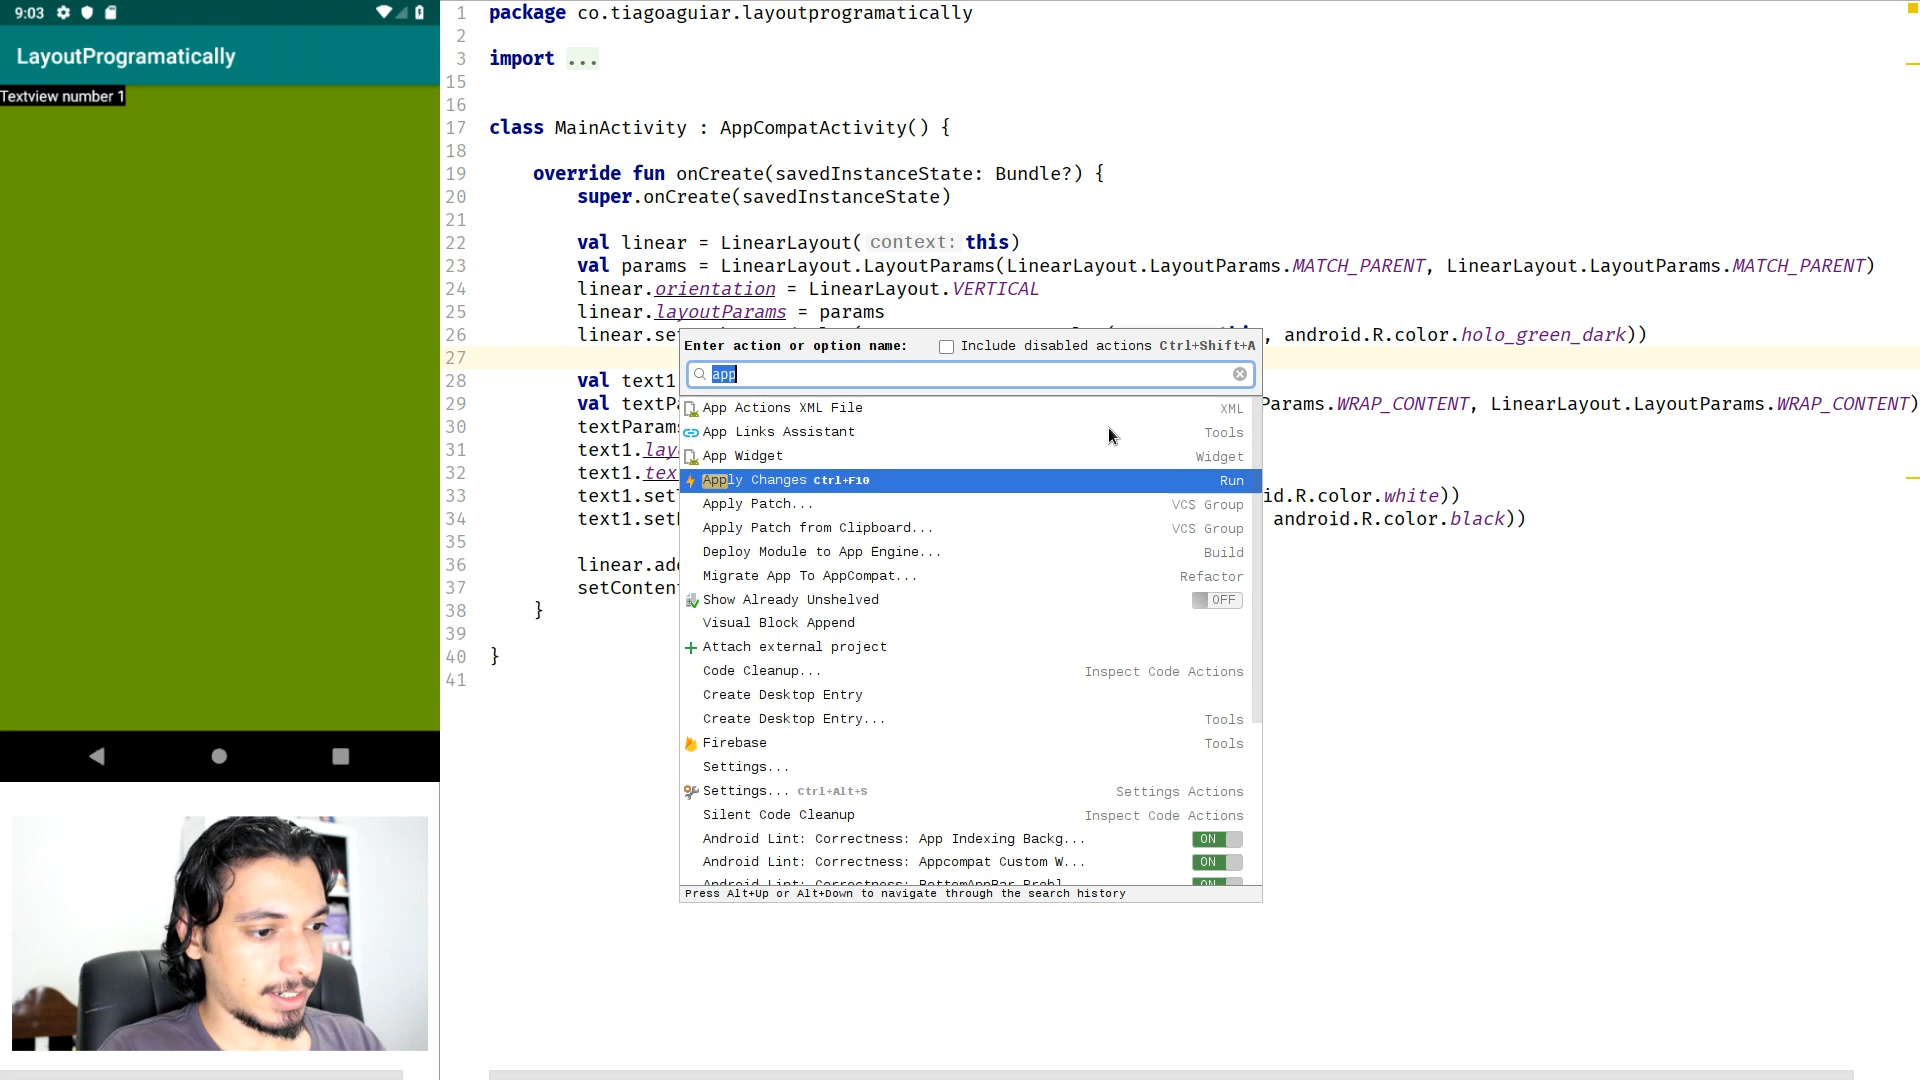 9:03
LayoutProgramatically
Textview number 1
1 package co.tiagoaguiar.layoutprogramatically
2
3 import ...
15
16
17 class MainActivity : AppCompatActivity() {
18
19 override fun onCreate(savedInstanceState: Bundle?) {
20 super.onCreate(savedInstanceState)
21
22 val linear = LinearLayout( context: this)
23 val params = LinearLayout.LayoutParams(LinearLayout.LayoutParams.MATCH_PARENT, LinearLayout.LayoutParams.MATCH_PARENT)
24 linear.orientation = LinearLayout.VERTICAL
25 linear.layoutParams = params
26 linear.se , android.R.color.holo_green_dark))
27
28 val text1
29 val textP Params.WRAP_CONTENT, LinearLayout.LayoutParams.WRAP_CONTENT)
30 textParams
31 text1.lay
32 text1.tex
33 text1.set id.R.color.white))
34 text1.set android.R.color.black))
35
36 linear.add
37 setConten
38 }
39
40 }
41
Enter action or option name: Include disabled actions Ctrl+Shift+A
app
App Actions XML File XML
App Links Assistant Tools
App Widget Widget
Apply Changes Ctrl+F10 Run
Apply Patch... VCS Group
Apply Patch from Clipboard... VCS Group
Deploy Module to App Engine... Build
Migrate App To AppCompat... Refactor
Show Already Unshelved OFF
Visual Block Append
Attach external project
Code Cleanup... Inspect Code Actions
Create Desktop Entry
Create Desktop Entry... Tools
Firebase Tools
Settings...
Settings... Ctrl+Alt+S Settings Actions
Silent Code Cleanup Inspect Code Actions
Android Lint: Correctness: App Indexing Backg... ON
Android Lint: Correctness: Appcompat Custom W... ON
Android Lint: Correctness: BottomAppBar Probl ON
Press Alt+Up or Alt+Down to navigate through the search history